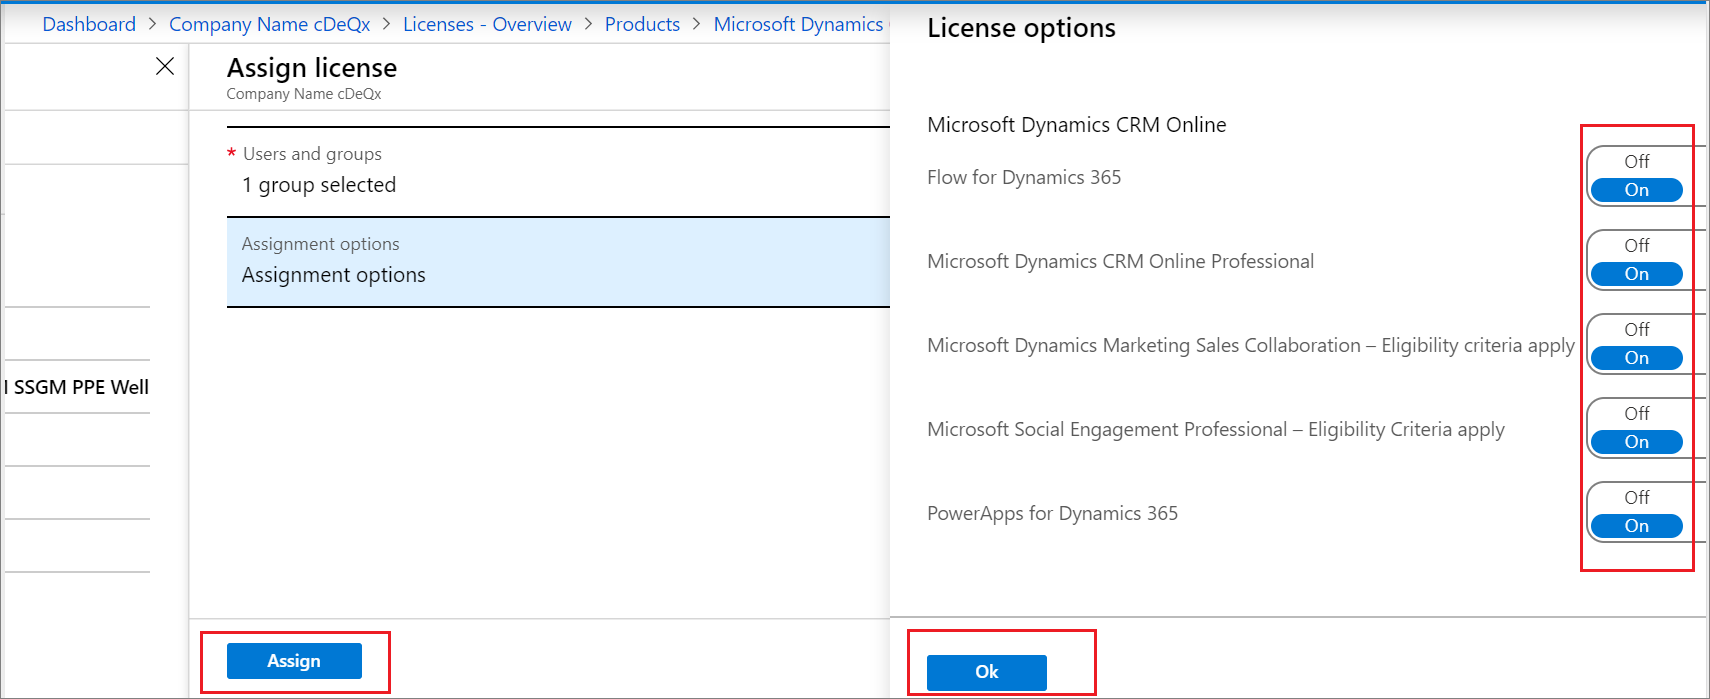 Dashboard > Company Name cDeQx > Licenses - Overview > Products > Microsoft Dynamics
Assign license
Company Name cDeQx
* Users and groups
1 group selected
Assignment options
Assignment options
SSGM PPE Well
Assign
License options
Microsoft Dynamics CRM Online
Flow for Dynamics 365
Off
On
Microsoft Dynamics CRM Online Professional
Off
On
Microsoft Dynamics Marketing Sales Collaboration – Eligibility criteria apply
Off
On
Microsoft Social Engagement Professional – Eligibility Criteria apply
Off
On
PowerApps for Dynamics 365
Off
On
Ok